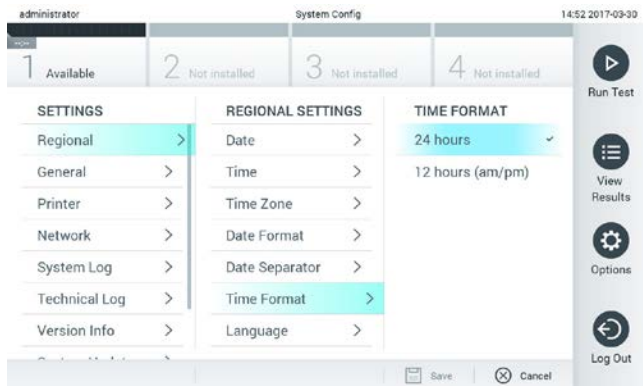 administrator System Config 14:52 2017-03-30
1 Available 2 Not installed 3 Not installed 4 Not installed
Run Test
SETTINGS REGIONAL SETTINGS TIME FORMAT
Regional Date 24 hours
General Time 12 hours (am/pm)
View
Results
Printer Time Zone
Network Date Format
System Log Date Separator
Options
Technical Log Time Format
Version Info Language
Log Out
Save Cancel